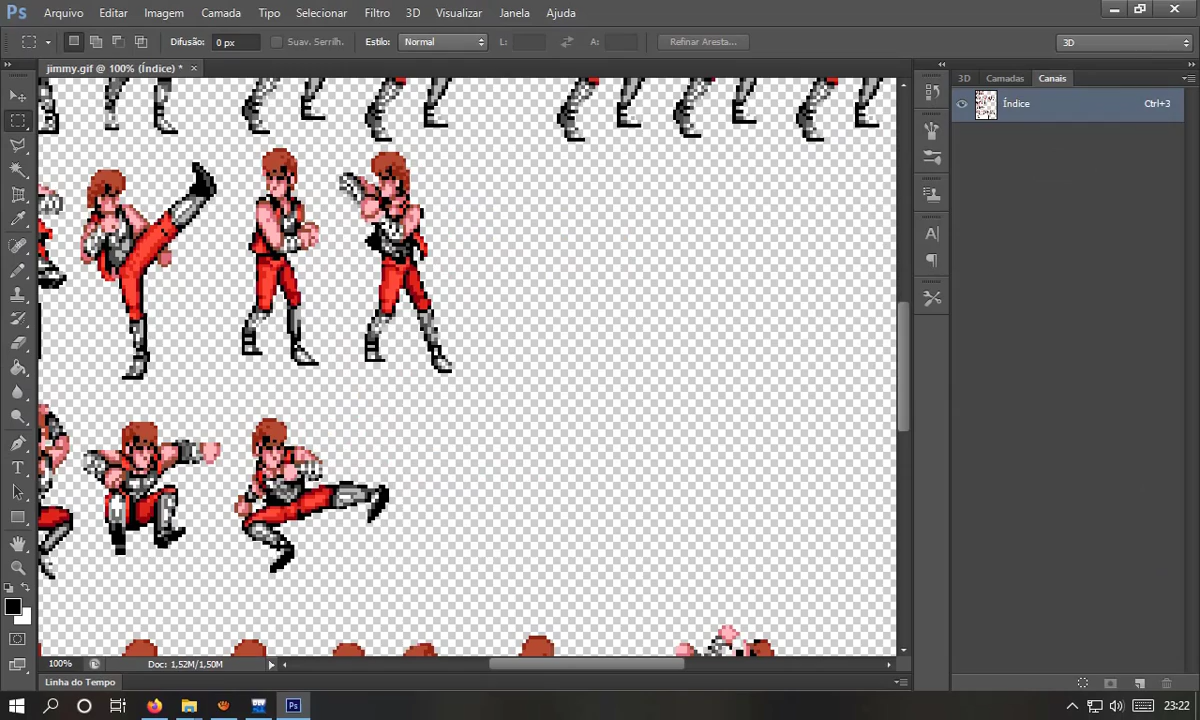 Ps Arquivo Editar Imagem Camada Tipo Selecionar Filtro 3D Visualizar Janela Ajuda
Difusão: 0 px Suav. Serrilh. Estilo: Normal L: A: Refinar Aresta... 3D
jimmy.gif @ 100% (Índice) * ×
3D Camadas Canais
Índice Ctrl+3
100% Doc: 1,52M/1,50M
Linha do Tempo
Ps 23:22